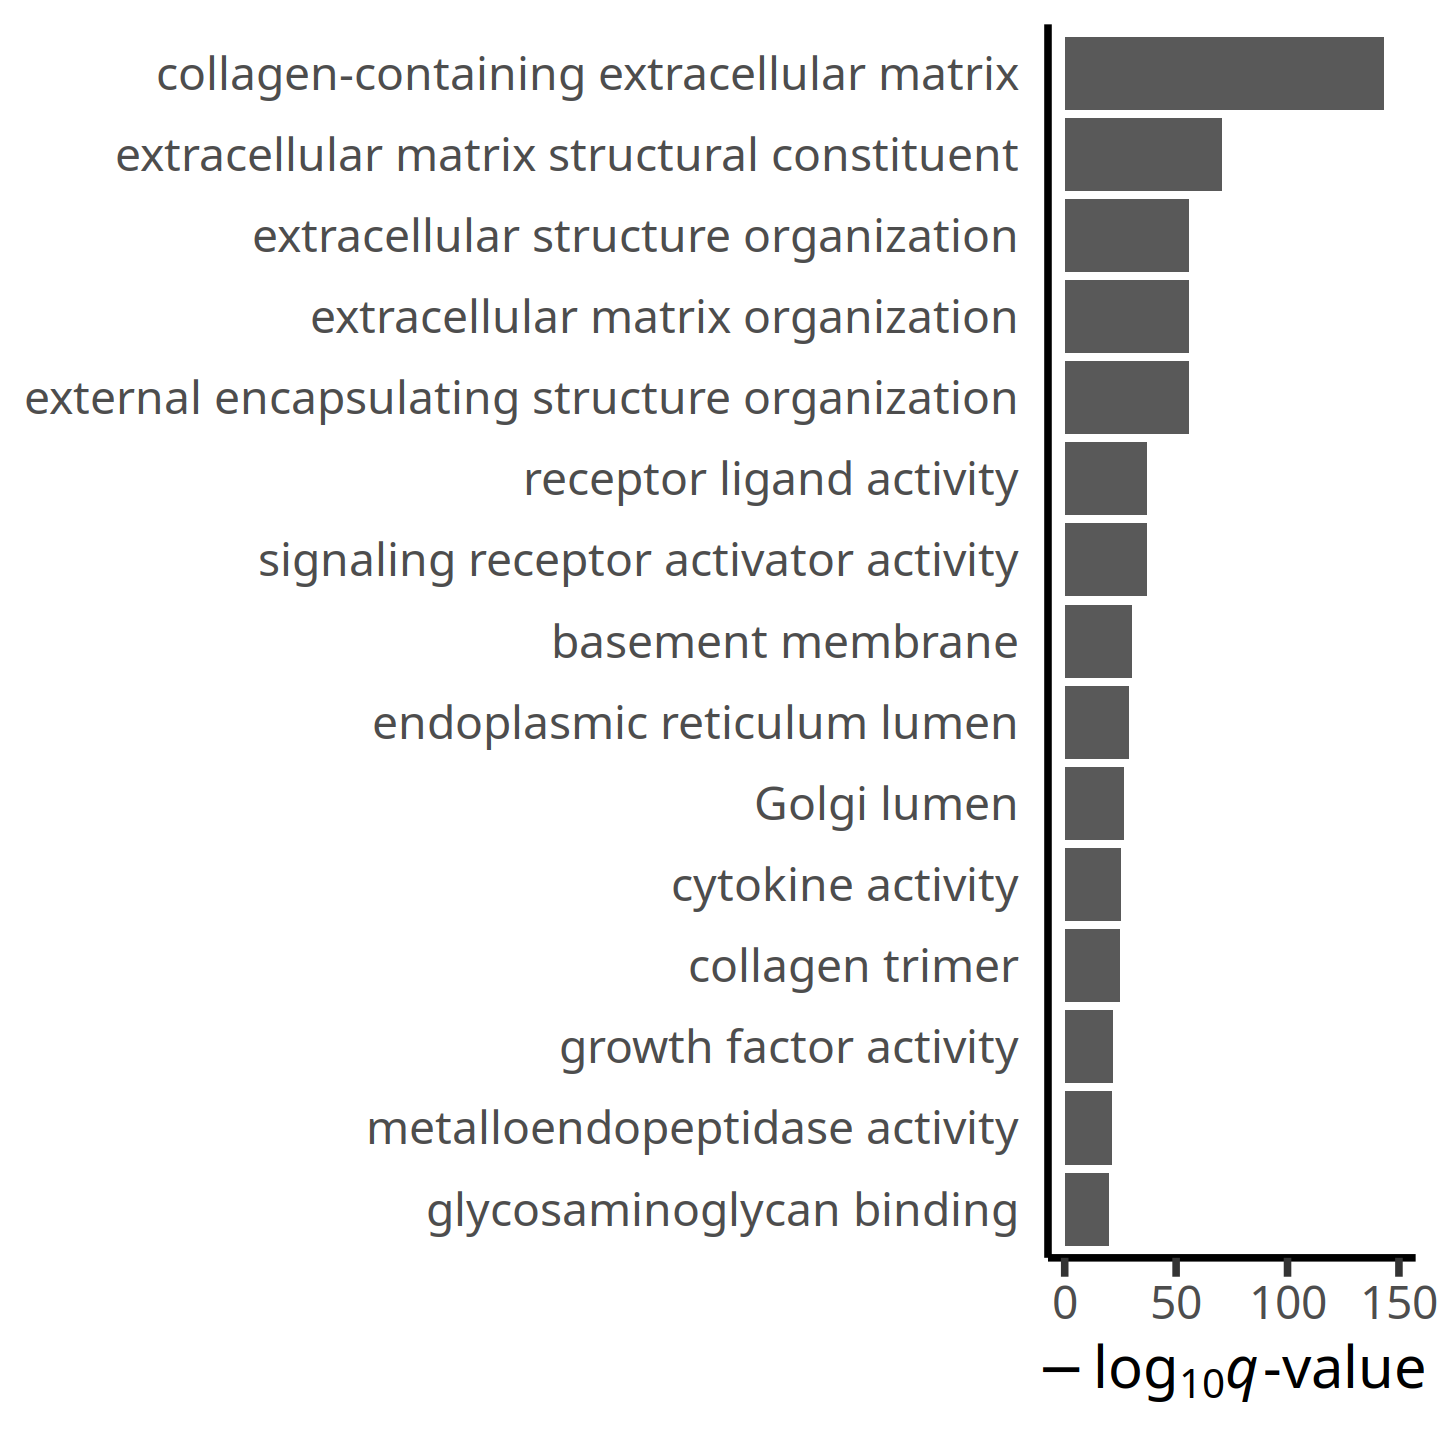 collagen-containing extracellular matrix
extracellular matrix structural constituent
extracellular structure organization
extracellular matrix organization
external encapsulating structure organization
receptor ligand activity
signaling receptor activator activity
basement membrane
endoplasmic reticulum lumen
Golgi lumen
cytokine activity
collagen trimer
growth factor activity
metalloendopeptidase activity
glycosaminoglycan binding
0 50 100 150
− log₁₀q-value